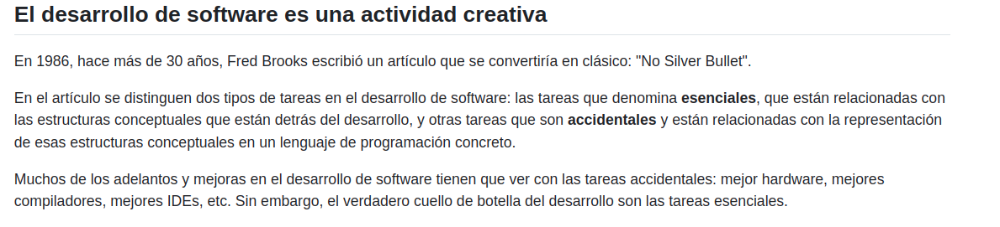 El desarrollo de software es una actividad creativa
En 1986, hace más de 30 años, Fred Brooks escribió un artículo que se convertiría en clásico: "No Silver Bullet".
En el artículo se distinguen dos tipos de tareas en el desarrollo de software: las tareas que denomina esenciales, que están relacionadas con
las estructuras conceptuales que están detrás del desarrollo, y otras tareas que son accidentales y están relacionadas con la representación
de esas estructuras conceptuales en un lenguaje de programación concreto.
Muchos de los adelantos y mejoras en el desarrollo de software tienen que ver con las tareas accidentales: mejor hardware, mejores
compiladores, mejores IDEs, etc. Sin embargo, el verdadero cuello de botella del desarrollo son las tareas esenciales.